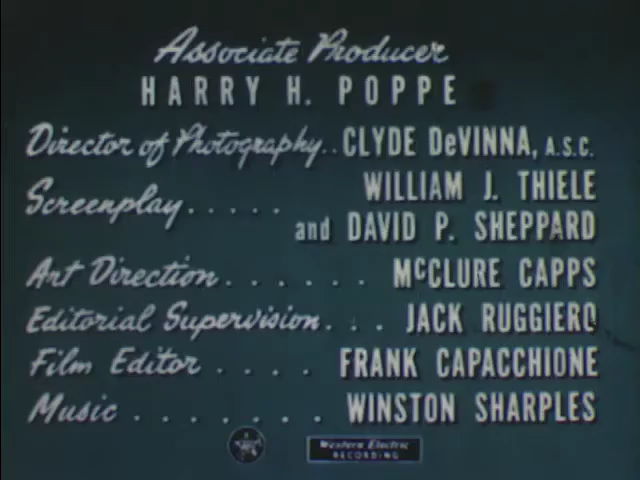 Associate Producer
HARRY H. POPPE
Director of Photography.. CLYDE DeVINNA, A.S.C.
Screenplay..... WILLIAM J. THIELE
and DAVID P. SHEPPARD
Art Direction...... McCLURE CAPPS
Editorial Supervision.... JACK RUGGIERO
Film Editor..... FRANK CAPACCHIONE
Music....... WINSTON SHARPLES
Western Electric
RECORDING